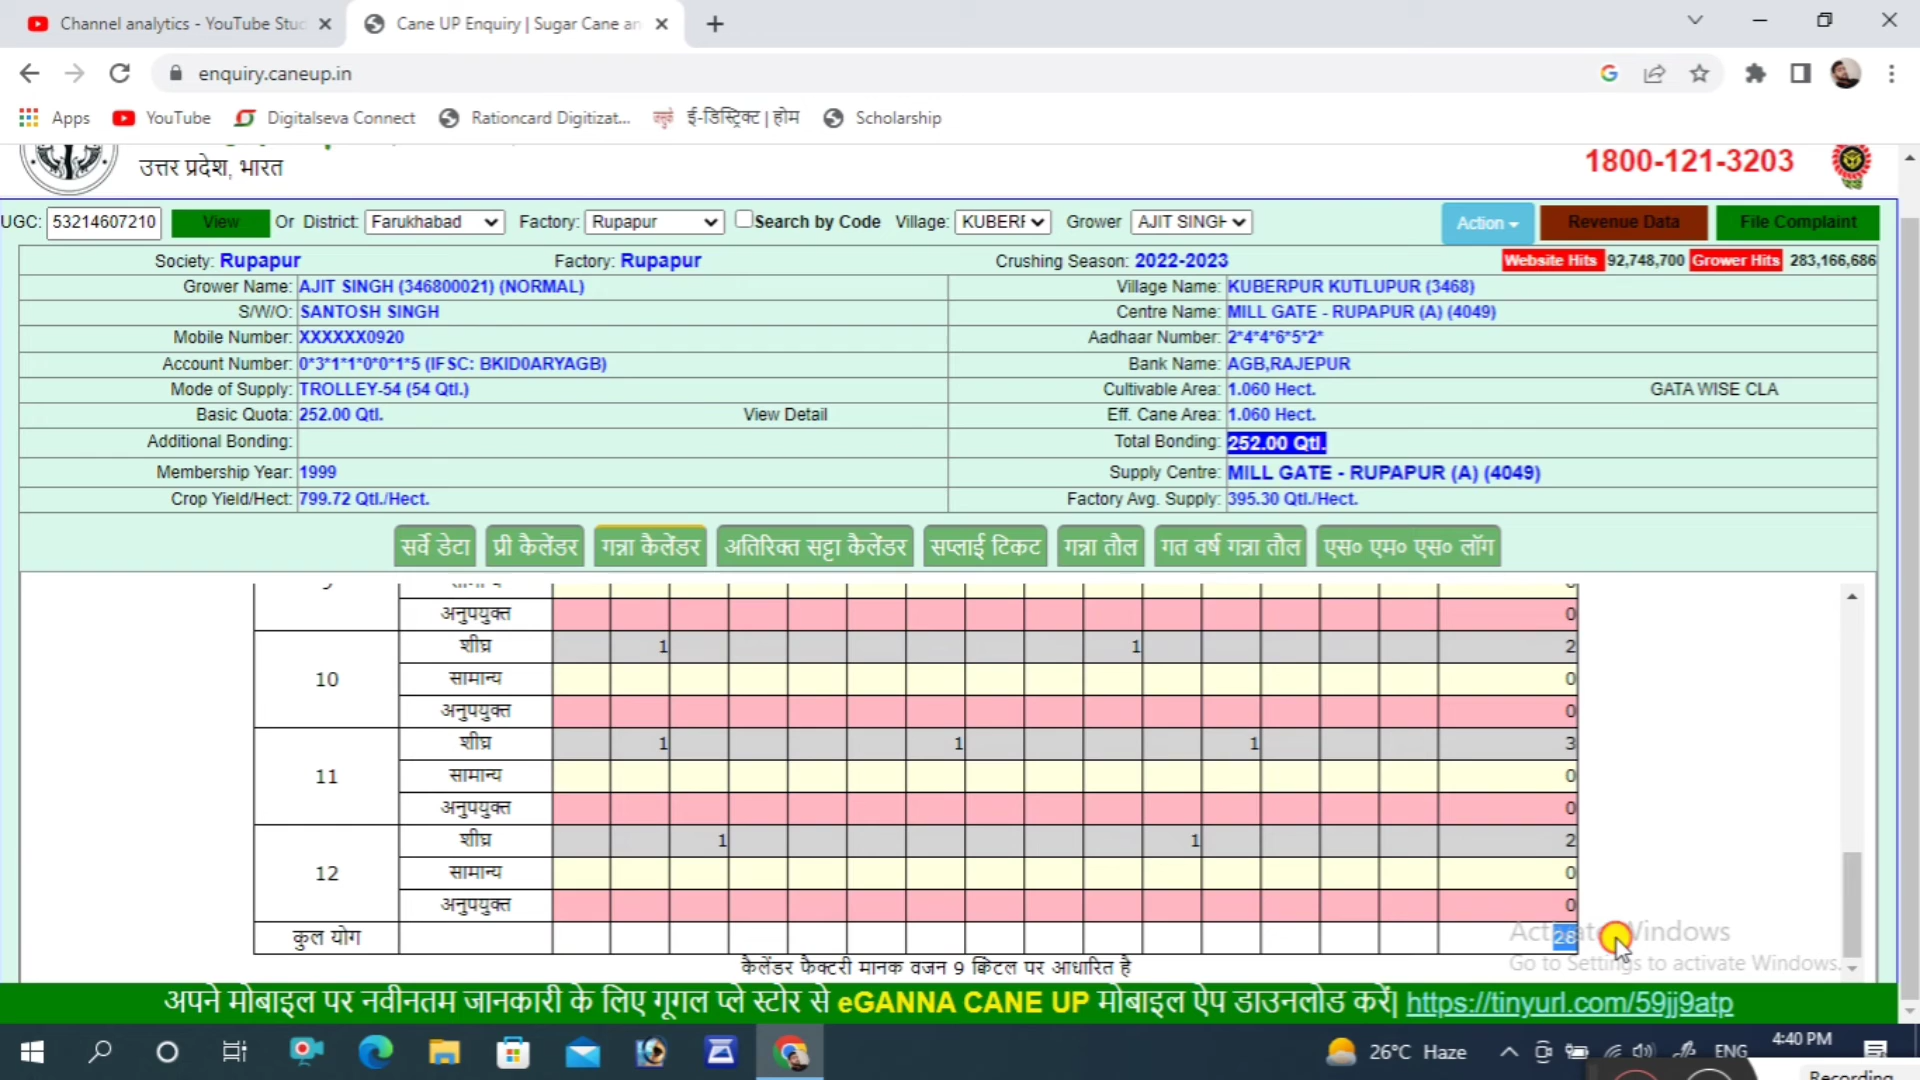 Channel analytics - YouTube Stud
Cane UP Enquiry | Sugar Cane an
enquiry.caneup.in
Apps YouTube Digitalseva Connect Rationcard Digitizat... ई-डिस्ट्रिक्ट | होम Scholarship
उत्तर प्रदेश, भारत
1800-121-3203
UGC: 53214607210 View Or District: Farukhabad Factory: Rupapur Search by Code Village: KUBERF Grower AJIT SINGH Action Revenue Data File Complaint
Society: Rupapur Factory: Rupapur Crushing Season: 2022-2023 Website Hits 92,748,700 Grower Hits 283,166,686
Grower Name: AJIT SINGH (346800021) (NORMAL) Village Name: KUBERPUR KUTLUPUR (3468)
S/W/O: SANTOSH SINGH Centre Name: MILL GATE - RUPAPUR (A) (4049)
Mobile Number: XXXXXX0920 Aadhaar Number: 2*4*4*6*5*2*
Account Number: 0*3*1*1*0*0*1*5 (IFSC: BKID0ARYAGB) Bank Name: AGB,RAJEPUR
Mode of Supply: TROLLEY-54 (54 Qtl.) Cultivable Area: 1.060 Hect. GATA WISE CLA
Basic Quota: 252.00 Qtl. View Detail Eff. Cane Area: 1.060 Hect.
Additional Bonding: Total Bonding: 252.00 Qtl.
Membership Year: 1999 Supply Centre: MILL GATE - RUPAPUR (A) (4049)
Crop Yield/Hect: 799.72 Qtl./Hect. Factory Avg. Supply: 395.30 Qtl./Hect.
सर्वे डेटा प्री कैलेंडर गन्ना कैलेंडर अतिरिक्त सट्टा कैलेंडर सप्लाई टिकट गन्ना तौल गत वर्ष गन्ना तौल एस० एम० एस० लॉग
अनुपयुक्त 0
10 शीघ्र 1 1 2
सामान्य 0
अनुपयुक्त 0
11 शीघ्र 1 1 1 3
सामान्य 0
अनुपयुक्त 0
12 शीघ्र 1 1 2
सामान्य 0
अनुपयुक्त 0
कुल योग 28
Activate Windows
कैलेंडर फैक्टरी मानक वजन 9 क्विंटल पर आधारित है
Go to Settings to activate Windows.
अपने मोबाइल पर नवीनतम जानकारी के लिए गूगल प्ले स्टोर से eGANNA CANE UP मोबाइल ऐप डाउनलोड करें| https://tinyurl.com/59jj9atp
26°C Haze ENG 4:40 PM
Recording